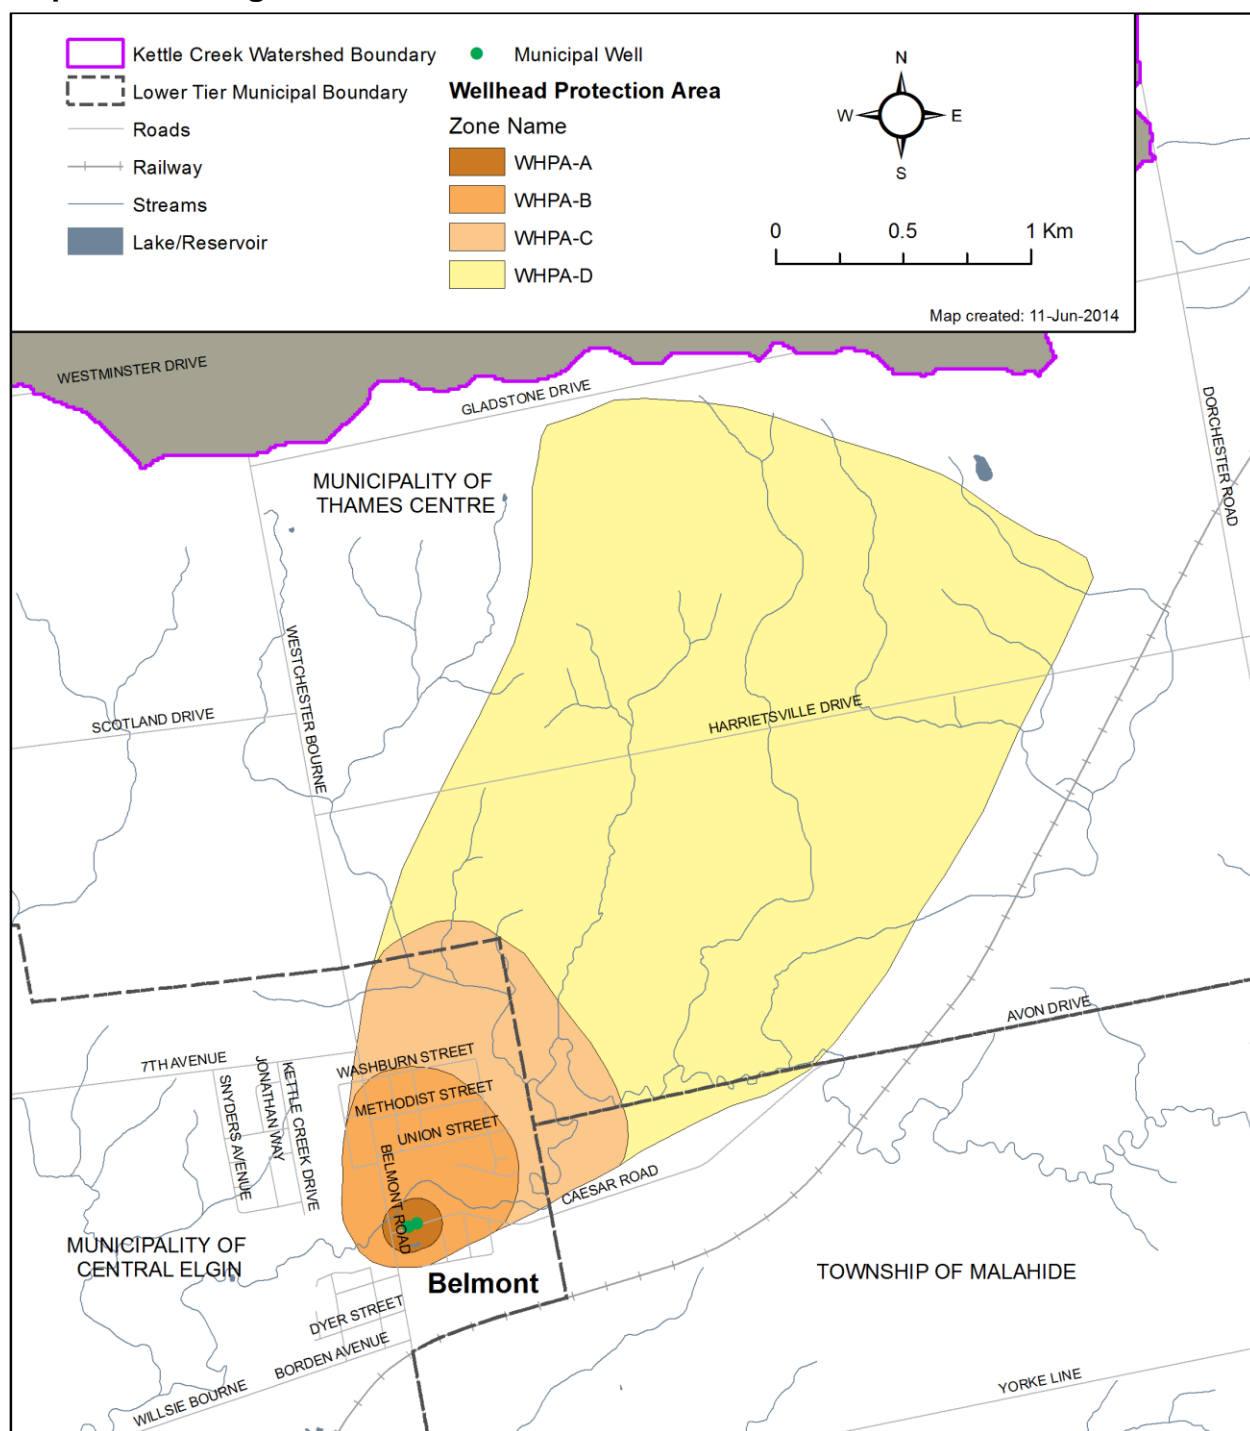 Kettle Creek Watershed Boundary
Lower Tier Municipal Boundary
Roads
Railway
Streams
Lake/Reservoir
Municipal Well
Wellhead Protection Area
Zone Name
WHPA-A
WHPA-B
WHPA-C
WHPA-D
N
W E
S
0 0.5 1 Km
Map created: 11-Jun-2014
WESTMINSTER DRIVE
GLADSTONE DRIVE
DORCHESTER ROAD
MUNICIPALITY OF
THAMES CENTRE
WESTCHESTER BOURNE
SCOTLAND DRIVE
HARRIETSVILLE DRIVE
AVON DRIVE
7TH AVENUE
WASHBURN STREET
METHODIST STREET
UNION STREET
SNYDERS AVENUE
JONATHAN WAY
KETTLE CREEK DRIVE
BELMONT ROAD
CAESAR ROAD
MUNICIPALITY OF
CENTRAL ELGIN
Belmont
TOWNSHIP OF MALAHIDE
DYER STREET
BORDEN AVENUE
WILLSIE BOURNE
YORKE LINE